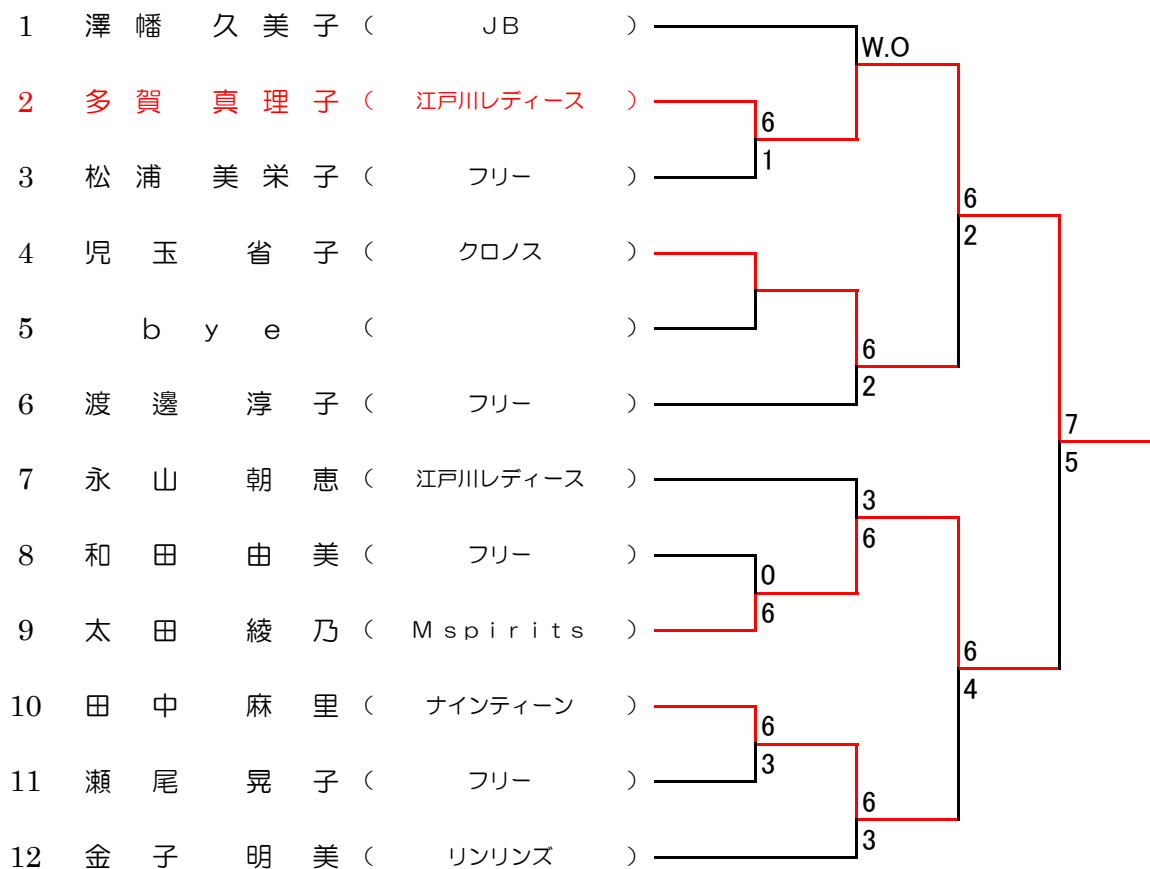 1 澤幡 久美子 ( JB )
W.O
2 多賀 真理子 ( 江戸川レディース )
6
1
3 松浦 美栄子 ( フリー )
6
2
4 児玉 省子 ( クロノス )
5 bye ( )
6
2
6 渡邊 淳子 ( フリー )
7
5
7 永山 朝恵 ( 江戸川レディース )
3
6
8 和田 由美 ( フリー )
0
6
9 太田 綾乃 ( Mspirits )
6
4
10 田中 麻里 ( ナインティーン )
6
3
11 瀬尾 晃子 ( フリー )
6
3
12 金子 明美 ( リンリンズ )